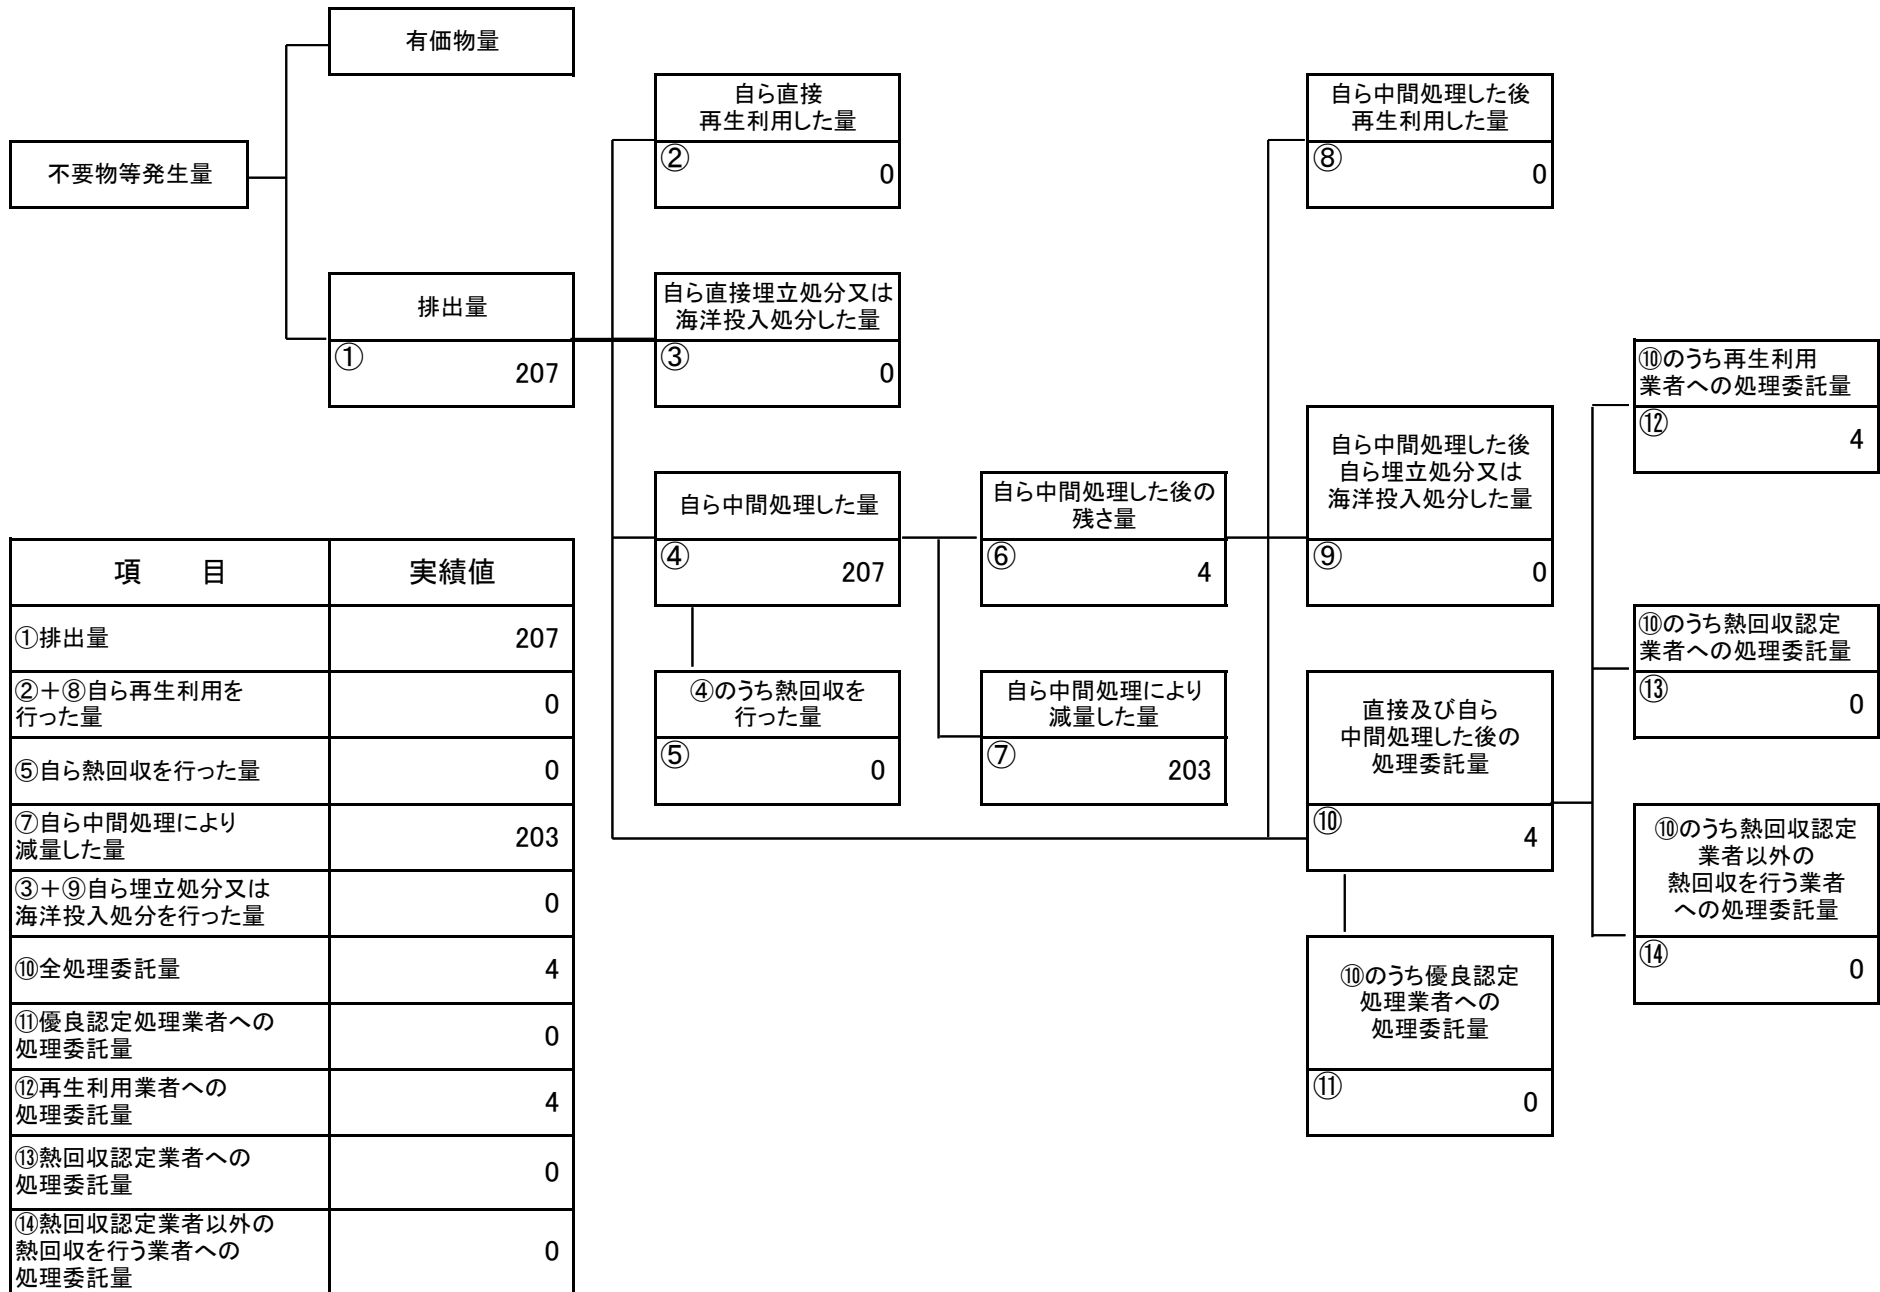 有価物量
不要物等発生量
排出量
①
207
自ら直接
再生利用した量
②
0
自ら直接埋立処分又は
海洋投入処分した量
③
0
自ら中間処理した量
④
207
④のうち熱回収を
行った量
⑤
0
自ら中間処理した後の
残さ量
⑥
4
自ら中間処理により
減量した量
⑦
203
自ら中間処理した後
再生利用した量
⑧
0
自ら中間処理した後
自ら埋立処分又は
海洋投入処分した量
⑨
0
直接及び自ら
中間処理した後の
処理委託量
⑩
4
⑩のうち優良認定
処理業者への
処理委託量
⑪
0
⑩のうち再生利用
業者への処理委託量
⑫
4
⑩のうち熱回収認定
業者への処理委託量
⑬
0
⑩のうち熱回収認定
業者以外の
熱回収を行う業者
への処理委託量
⑭
0
項　　目 実績値
①排出量 207
②＋⑧自ら再生利用を
行った量 0
⑤自ら熱回収を行った量 0
⑦自ら中間処理により
減量した量 203
③＋⑨自ら埋立処分又は
海洋投入処分を行った量 0
⑩全処理委託量 4
⑪優良認定処理業者への
処理委託量 0
⑫再生利用業者への
処理委託量 4
⑬熱回収認定業者への
処理委託量 0
⑭熱回収認定業者以外の
熱回収を行う業者への
処理委託量 0